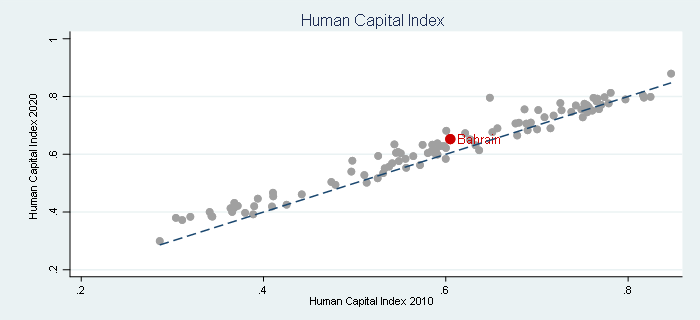 Human Capital Index
Human Capital Index 2020
1
.8
.6
.4
.2
Bahrain
.2
.4
.6
.8
Human Capital Index 2010